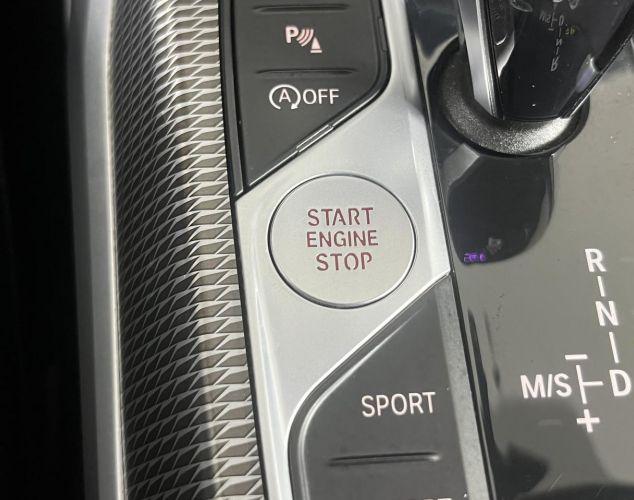 P
A OFF
START
ENGINE
STOP
R
N
D
M/S
–
+
SPORT